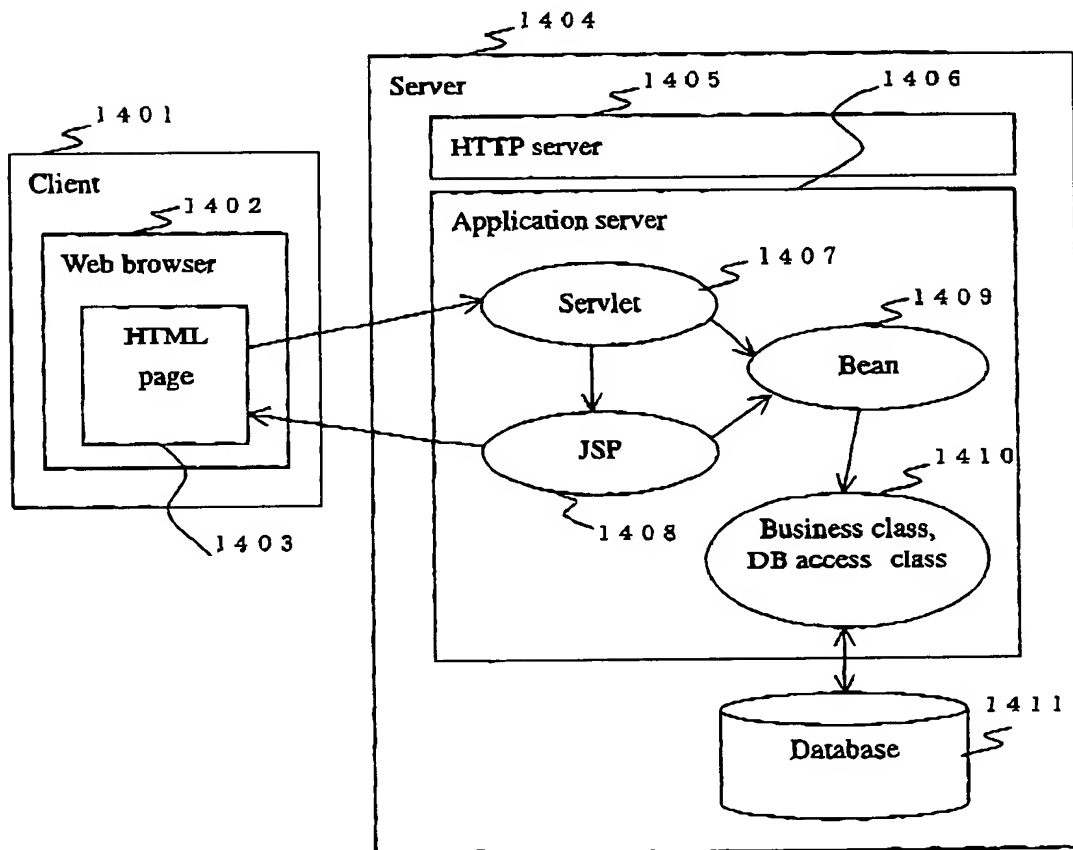 1404
Server
1405
1406
HTTP server
1401
Client
1402
Web browser
HTML
page
1403
Application server
1407
Servlet
1409
Bean
JSP
1408
1410
Business class,
DB access class
1411
Database